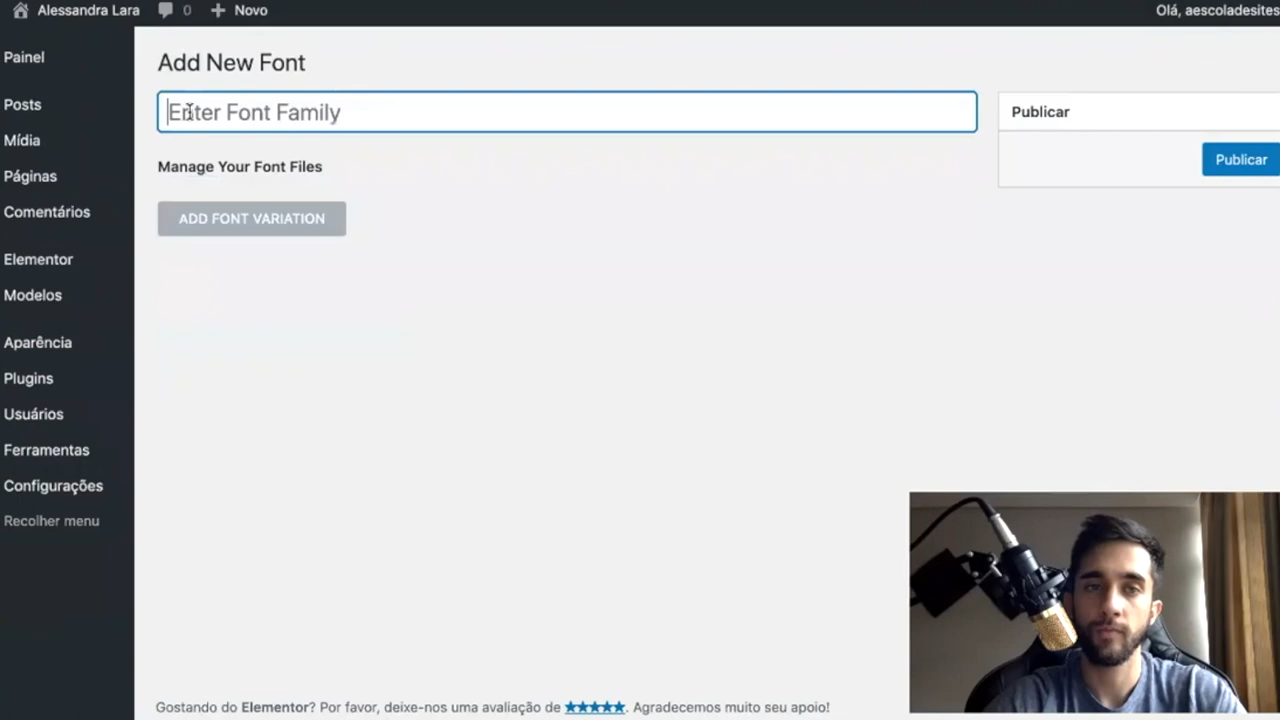 Alessandra Lara 0 Novo Olá, aescoladesites
Painel
Posts
Mídia
Páginas
Comentários
Elementor
Modelos
Aparência
Plugins
Usuários
Ferramentas
Configurações
Recolher menu
Add New Font
Enter Font Family
Manage Your Font Files
ADD FONT VARIATION
Publicar
Publicar
Gostando do Elementor? Por favor, deixe-nos uma avaliação de ★★★★★. Agradecemos muito seu apoio!